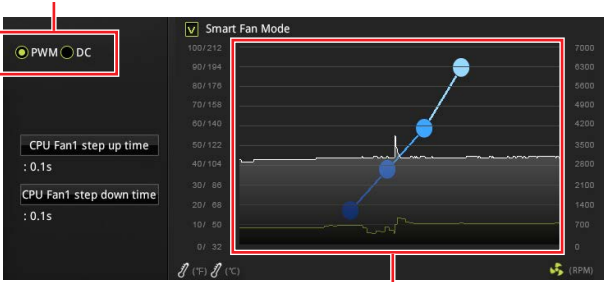 Smart Fan Mode
PWM DC
100/212 7000
90/194 6300
80/176 5600
70/158 4900
60/140 4200
50/122 3500
40/104 2800
30/ 86 2100
20/ 68 1400
10/ 50 700
0/ 32 0
CPU Fan1 step up time
: 0.1s
CPU Fan1 step down time
: 0.1s
(°F) (°C) (RPM)